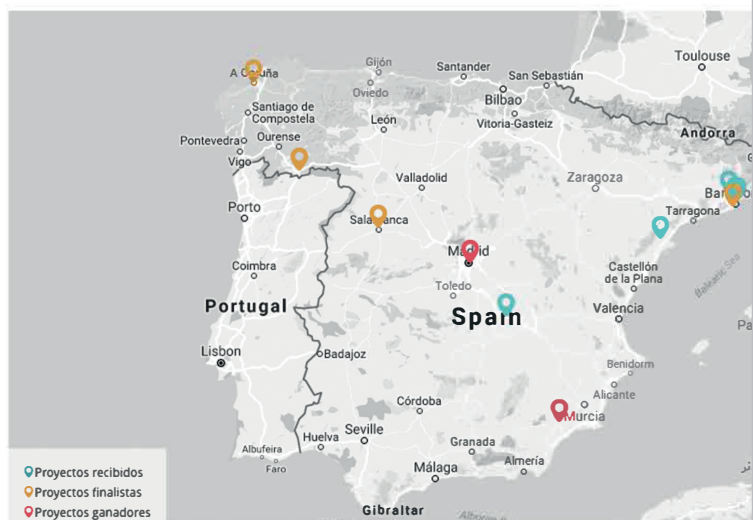 Toulouse
Gijón
Santander
San Sebastián
A Coruña
Oviedo
Bilbao
Santiago de
Compostela
León
Vitoria-Gasteiz
Andorra
Pontevedra
Ourense
Vigo
Valladolid
Zaragoza
Porto
Salamanca
Tarragona
Madrid
Coimbra
Castellón
de la Plana
Toledo
Balearic Sea
Portugal
Spain
Valencia
Lisbon
Badajoz
Benidorm
Alicante
Córdoba
Murcia
Seville
Huelva
Granada
Albufeira
Faro
Almería
Málaga
Gibraltar
Proyectos recibidos
Proyectos finalistas
Proyectos ganadores